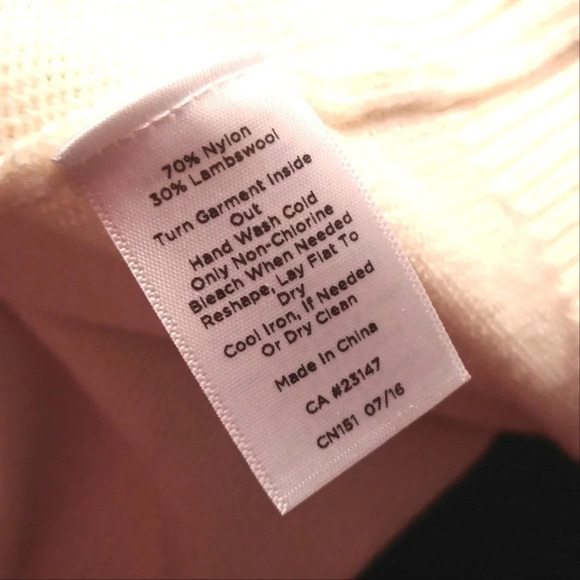 70% Nylon
30% Lambswool
Turn Garment Inside
Out
Hand Wash Cold
Only Non-Chlorine
Bleach When Needed
Reshape, Lay Flat To
Dry
Cool Iron, If Needed
Or Dry Clean
Made In China
CA #23147
CN151 07/16